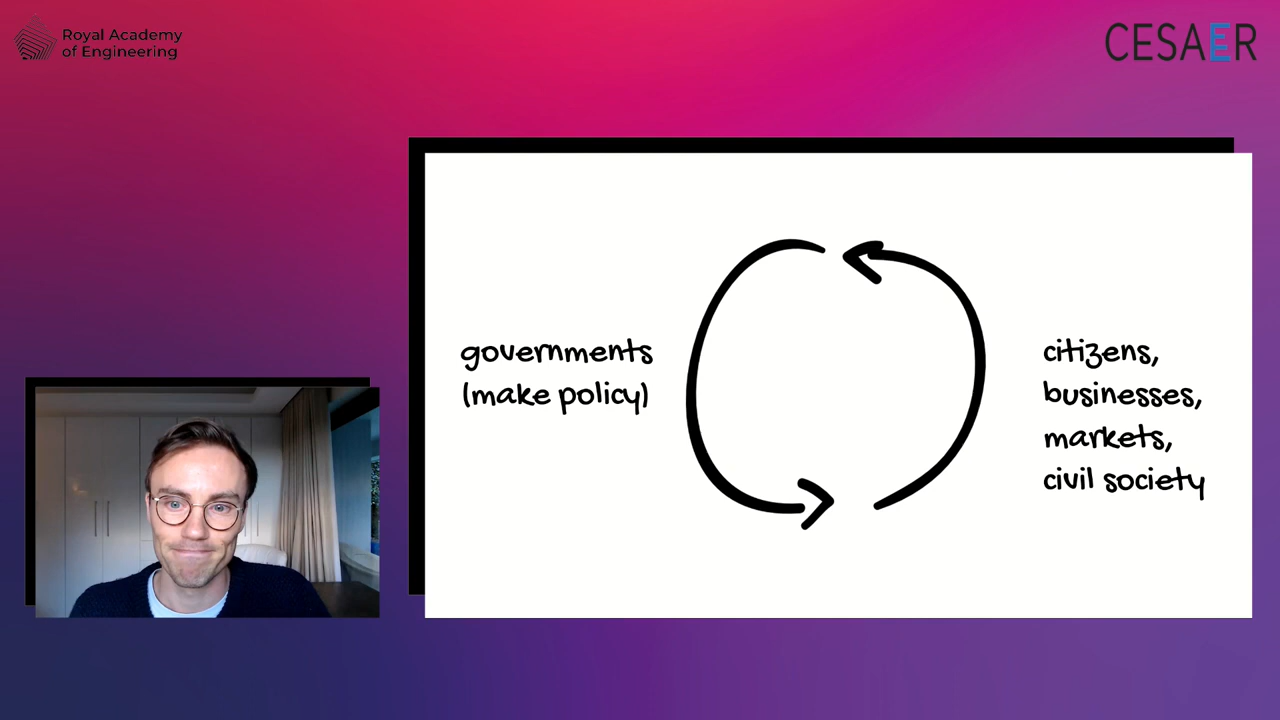 Royal Academy
of Engineering
CESAER
governments
(make policy)
citizens,
businesses,
markets,
civil society